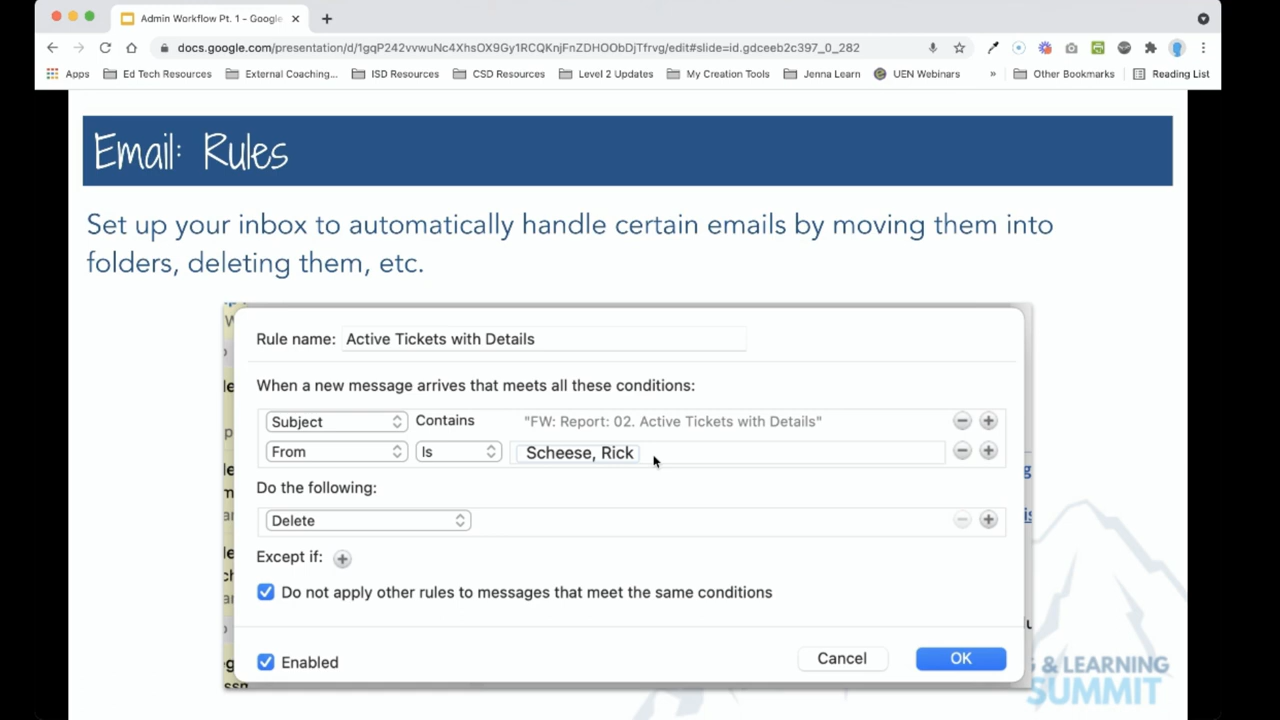 Admin Workflow Pt. 1 - Google
docs.google.com/presentation/d/1gqP242vvwuNc4XhsOX9Gy1RCQKnjFnZDHOObDjTfrvg/edit#slide=id.gdceeb2c397_0_282
Apps Ed Tech Resources External Coaching... ISD Resources CSD Resources Level 2 Updates My Creation Tools Jenna Learn UEN Webinars » Other Bookmarks Reading List
Email: Rules
Set up your inbox to automatically handle certain emails by moving them into
folders, deleting them, etc.
Rule name: Active Tickets with Details
When a new message arrives that meets all these conditions:
Subject Contains "FW: Report: 02. Active Tickets with Details"
From Is Scheese, Rick
Do the following:
Delete
Except if:
Do not apply other rules to messages that meet the same conditions
Enabled Cancel OK
& LEARNING
SUMMIT